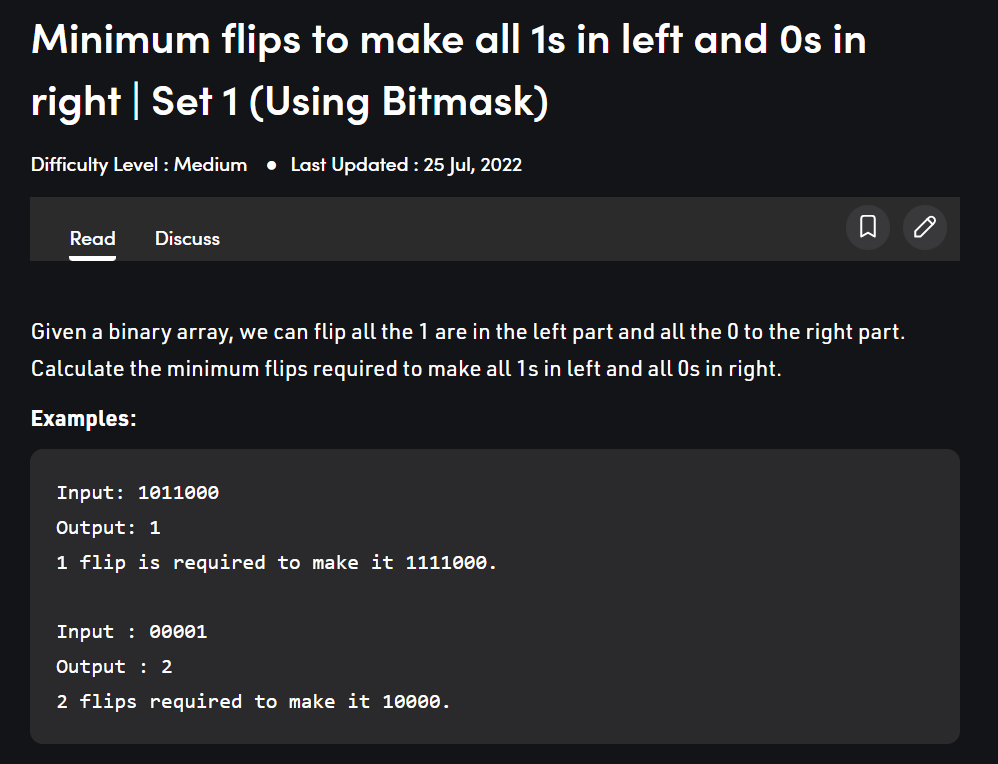 Minimum flips to make all 1s in left and 0s in
right | Set 1 (Using Bitmask)
Difficulty Level : Medium ● Last Updated : 25 Jul, 2022
Read Discuss
Given a binary array, we can flip all the 1 are in the left part and all the 0 to the right part.
Calculate the minimum flips required to make all 1s in left and all 0s in right.
Examples:
Input: 1011000
Output: 1
1 flip is required to make it 1111000.
Input : 00001
Output : 2
2 flips required to make it 10000.